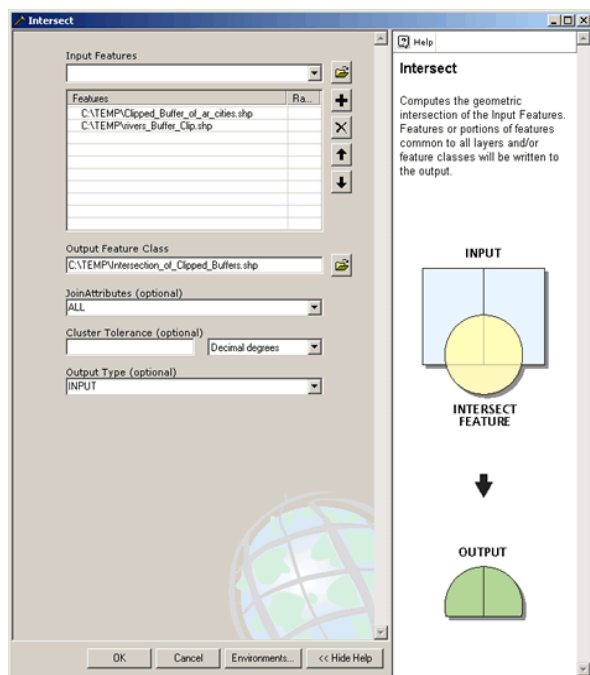 Intersect
Input Features
Features Ra...
C:\TEMP\Clipped_Buffer_of_ar_cities.shp
C:\TEMP\rivers_Buffer_Clip.shp
Output Feature Class
C:\TEMP\Intersection_of_Clipped_Buffers.shp
JoinAttributes (optional)
ALL
Cluster Tolerance (optional)
Decimal degrees
Output Type (optional)
INPUT
OK Cancel Environments... << Hide Help
Help
Intersect
Computes the geometric
intersection of the Input Features.
Features or portions of features
common to all layers and/or
feature classes will be written to
the output.
INPUT
INTERSECT
FEATURE
OUTPUT